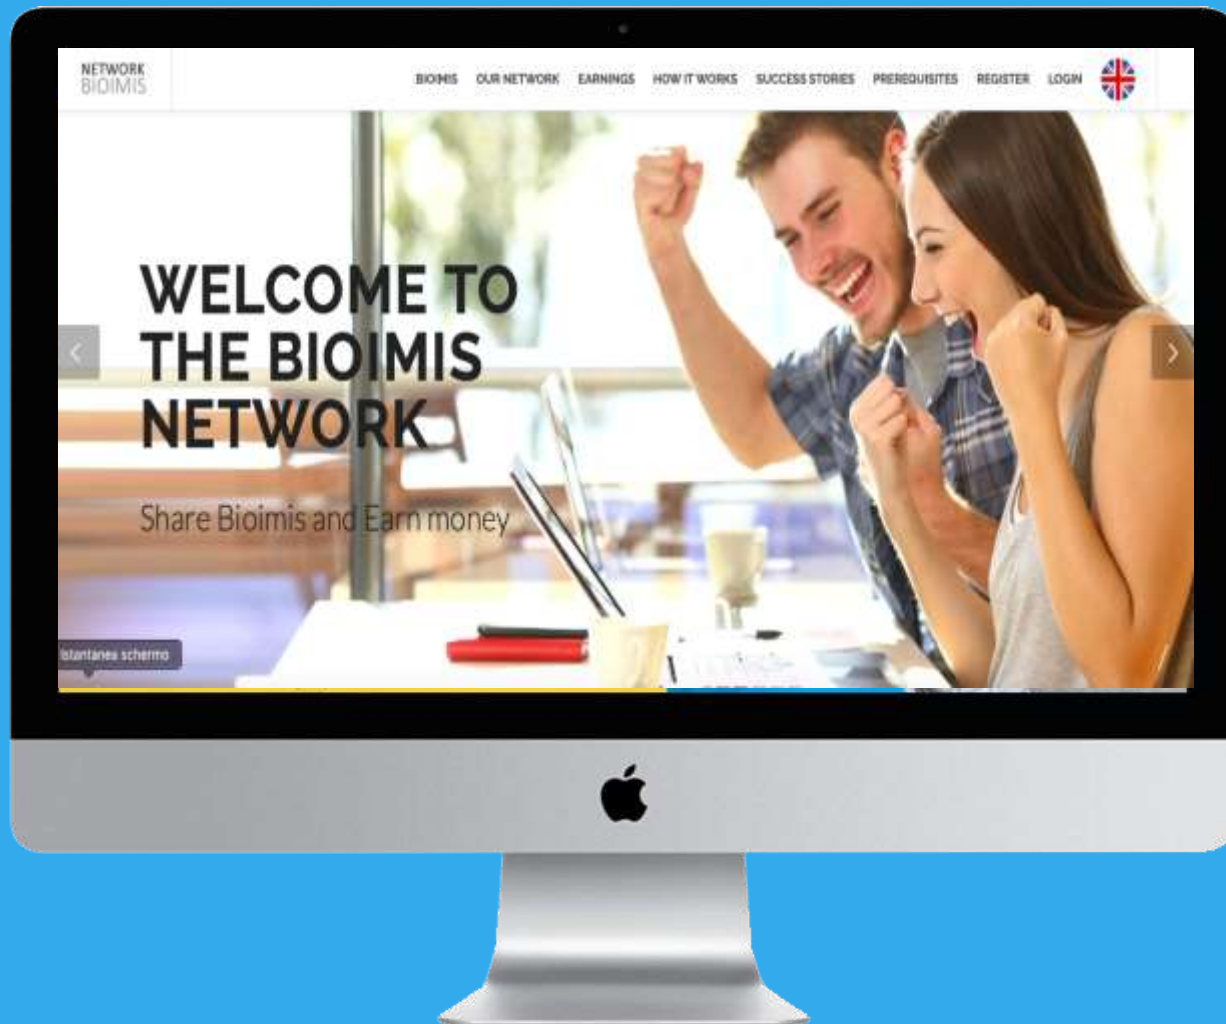 NETWORK
BIOIMIS
BIOIMIS OUR NETWORK EARNINGS HOW IT WORKS SUCCESS STORIES PREREQUISITES REGISTER LOGIN
WELCOME TO
THE BIOIMIS
NETWORK
Share Bioimis and Earn money
Istantanea schermo